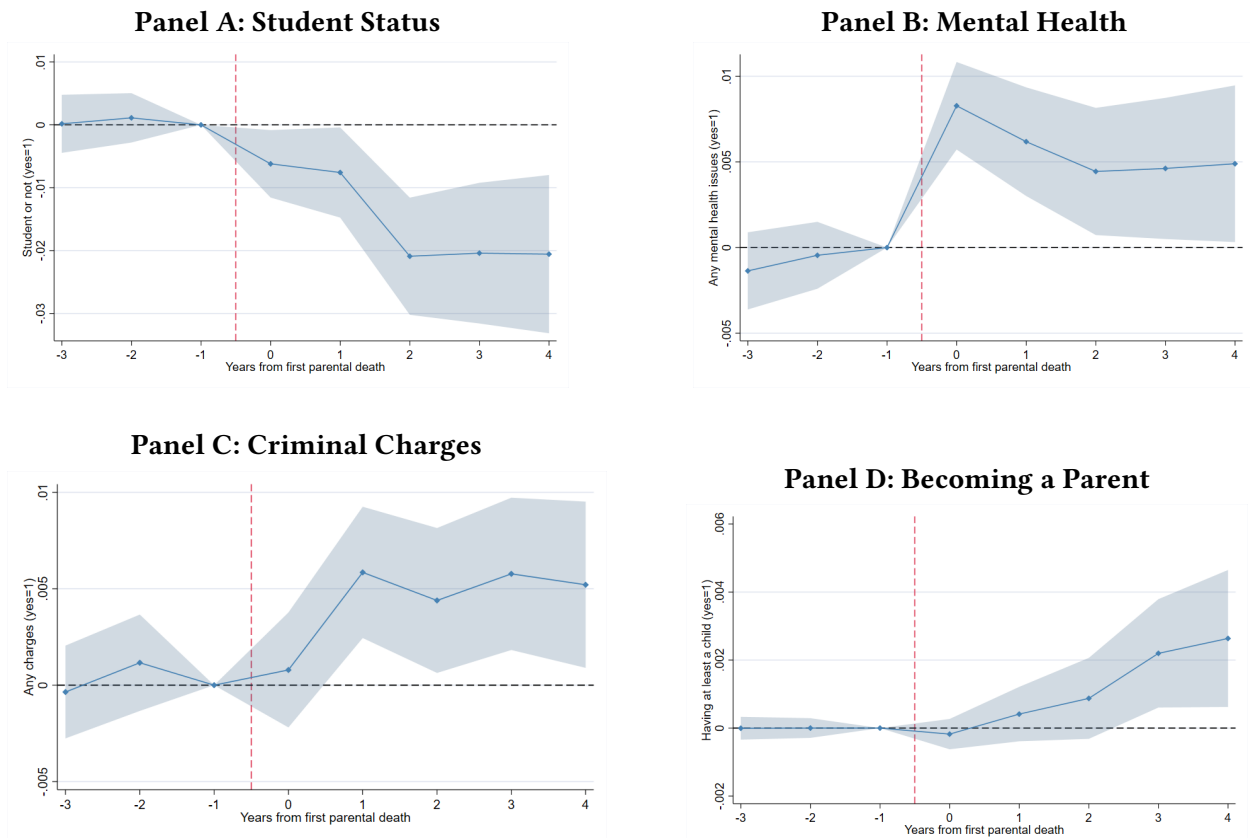 Panel A: Student Status
Student or not (yes=1)
.01
0
-.01
-.02
-.03
-3 -2 -1 0 1 2 3 4
Years from first parental death
Panel B: Mental Health
Any mental health issues (yes=1)
.01
.005
0
-.005
-3 -2 -1 0 1 2 3 4
Years from first parental death
Panel C: Criminal Charges
Any charges (yes=1)
.01
.005
0
-.005
-3 -2 -1 0 1 2 3 4
Years from first parental death
Panel D: Becoming a Parent
Having at least a child (yes=1)
.006
.004
.002
0
-.002
-3 -2 -1 0 1 2 3 4
Years from first parental death